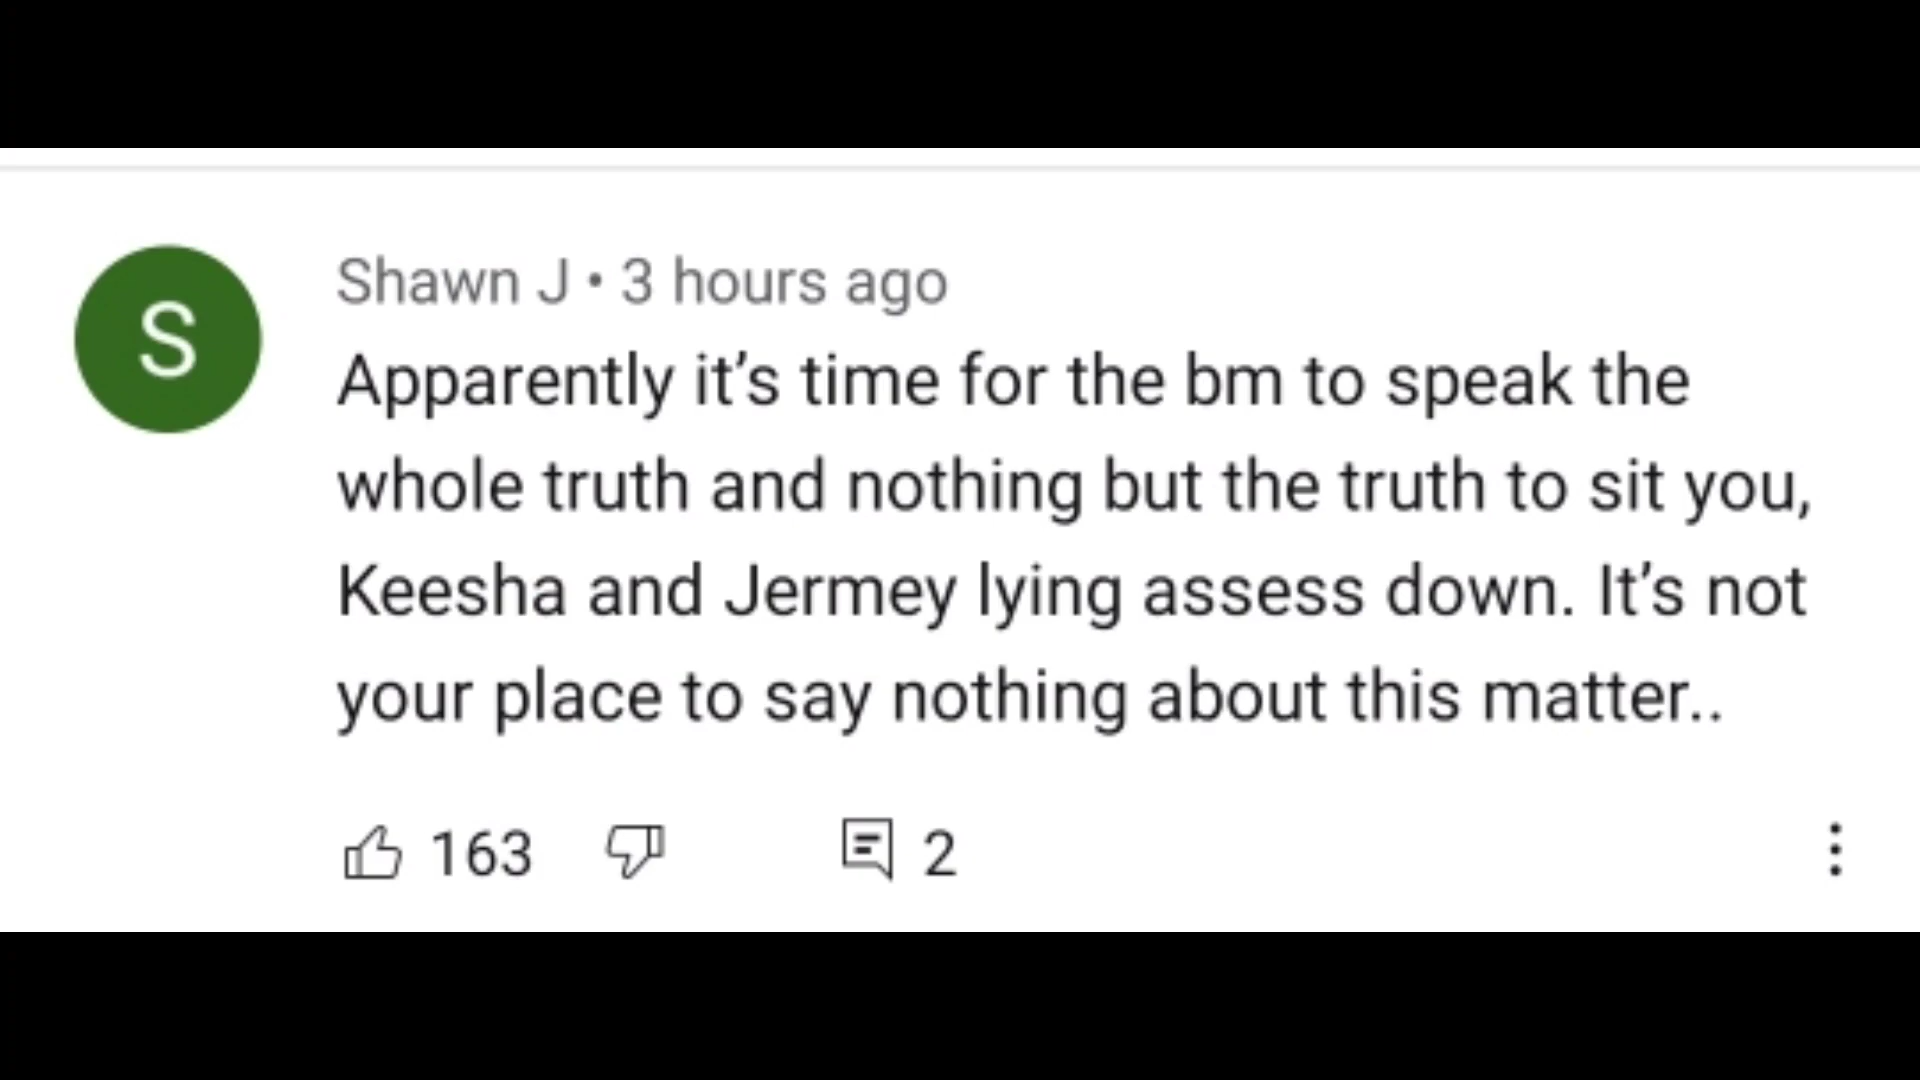 S
Shawn J • 3 hours ago
Apparently it’s time for the bm to speak the
whole truth and nothing but the truth to sit you,
Keesha and Jermey lying assess down. It’s not
your place to say nothing about this matter..
163 2